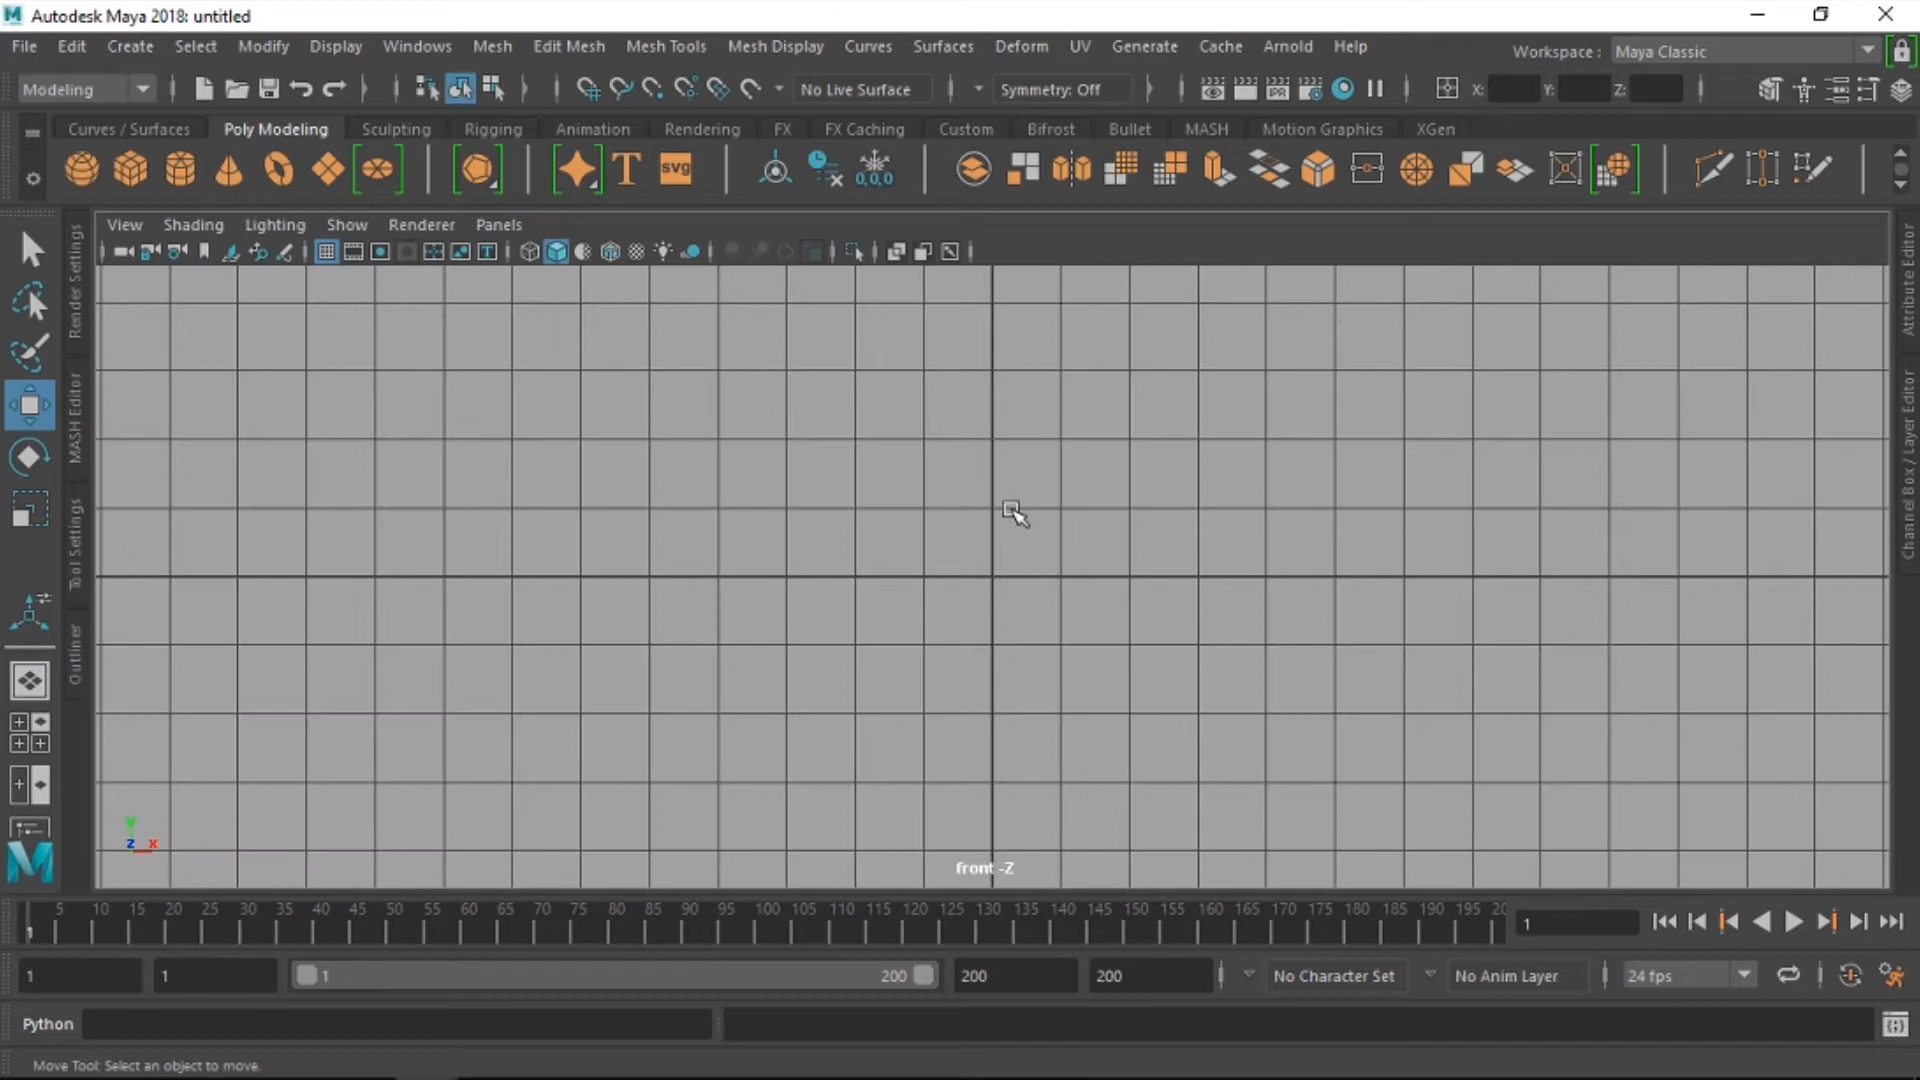 Autodesk Maya 2018: untitled
File Edit Create Select Modify Display Windows Mesh Edit Mesh Mesh Tools Mesh Display Curves Surfaces Deform UV Generate Cache Arnold Help Workspace : Maya Classic
Modeling No Live Surface Symmetry: Off X: Y: Z:
Curves / Surfaces Poly Modeling Sculpting Rigging Animation Rendering FX FX Caching Custom Bifrost Bullet MASH Motion Graphics XGen
T svg 0,0,0
View Shading Lighting Show Renderer Panels
Render Settings
MASH Editor
Tool Settings
Outliner
Attribute Editor
Channel Box / Layer Editor
Y
Z X
front -Z
5 10 15 20 25 30 35 40 45 50 55 60 65 70 75 80 85 90 95 100 105 110 115 120 125 130 135 140 145 150 155 160 165 170 175 180 185 190 195 20
1 1
1 1 1 200 200 200 No Character Set No Anim Layer 24 fps
Python
Move Tool: Select an object to move.